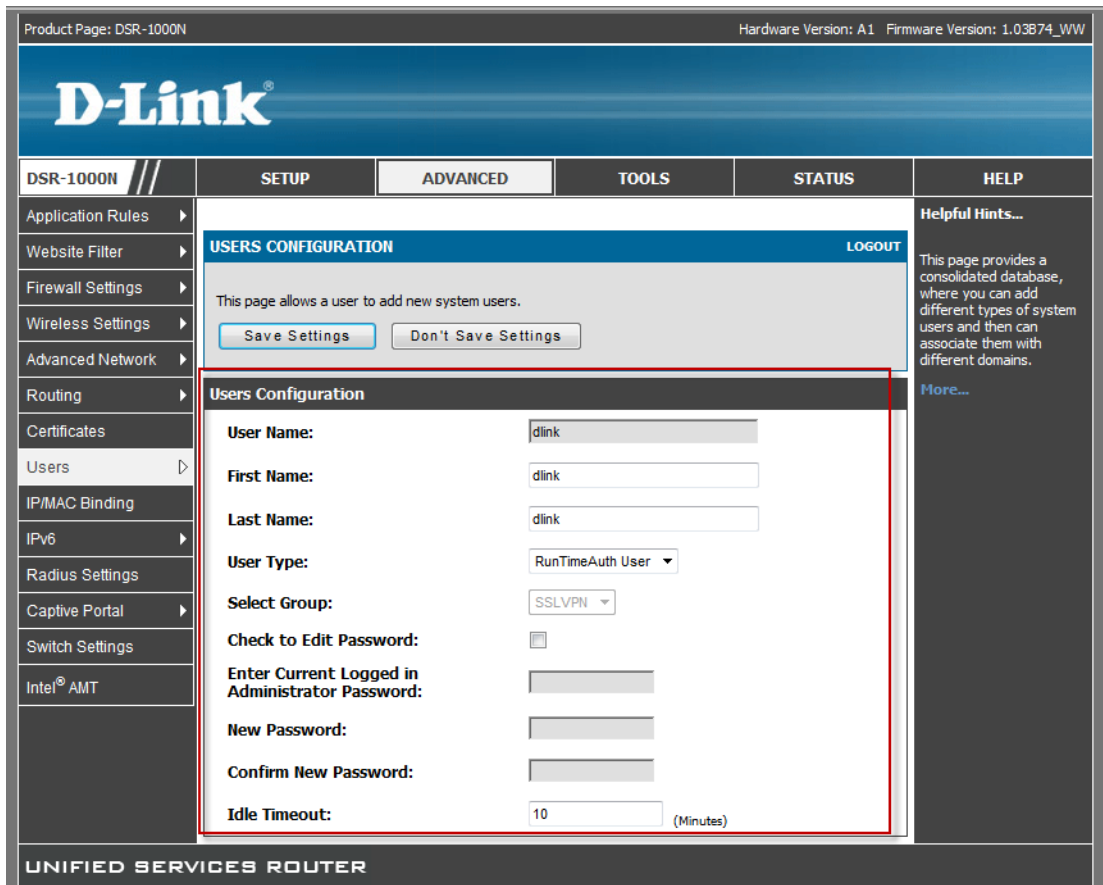 Product Page: DSR-1000N
Hardware Version: A1 Firmware Version: 1.03B74_WW
D-Link®
DSR-1000N
SETUP
ADVANCED
TOOLS
STATUS
HELP
Application Rules
Website Filter
Firewall Settings
Wireless Settings
Advanced Network
Routing
Certificates
Users
IP/MAC Binding
IPv6
Radius Settings
Captive Portal
Switch Settings
Intel® AMT
USERS CONFIGURATION
LOGOUT
This page allows a user to add new system users.
Save Settings
Don't Save Settings
Users Configuration
User Name: dlink
First Name: dlink
Last Name: dlink
User Type: RunTimeAuth User
Select Group: SSLVPN
Check to Edit Password:
Enter Current Logged in
Administrator Password:
New Password:
Confirm New Password:
Idle Timeout: 10 (Minutes)
Helpful Hints...
This page provides a
consolidated database,
where you can add
different types of system
users and then can
associate them with
different domains.
More...
UNIFIED SERVICES ROUTER